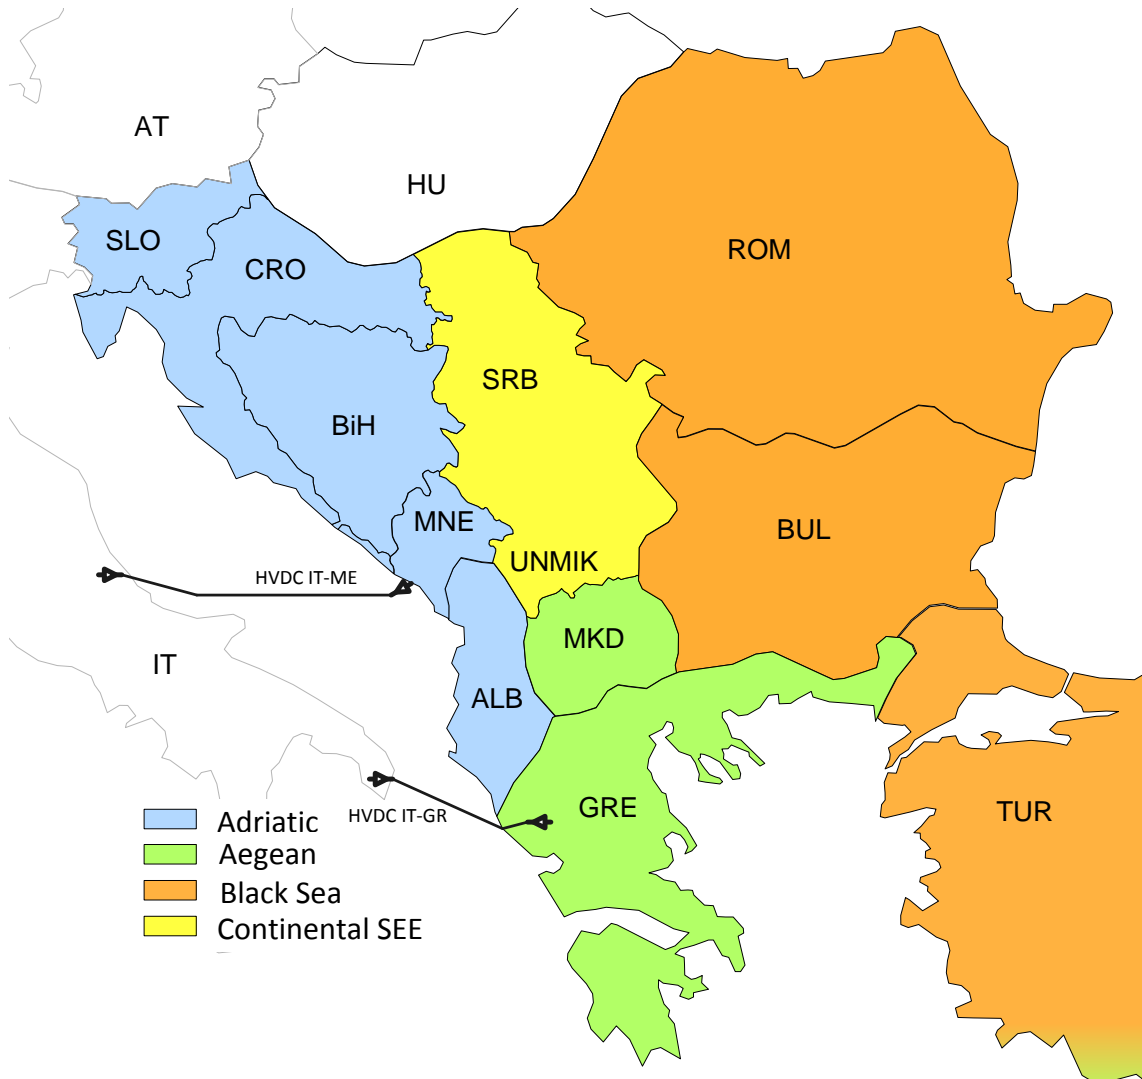 AT
HU
SLO
CRO
ROM
SRB
BiH
MNE
BUL
UNMIK
HVDC IT-ME
MKD
IT
ALB
GRE
HVDC IT-GR
TUR
Adriatic
Aegean
Black Sea
Continental SEE